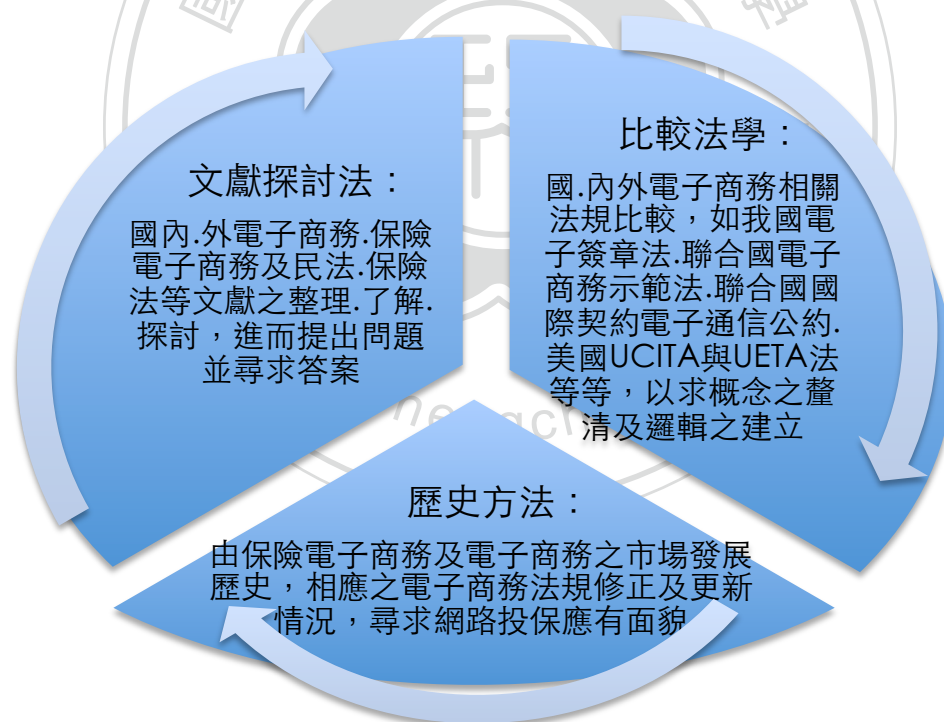 文獻探討法：
國內.外電子商務.保險
電子商務及民法.保險
法等文獻之整理.了解.
探討，進而提出問題
並尋求答案
比較法學：
國.內外電子商務相關
法規比較，如我國電
子簽章法.聯合國電子
商務示範法.聯合國國
際契約電子通信公約.
美國UCITA與UETA法
等等，以求概念之釐
清及邏輯之建立
歷史方法：
由保險電子商務及電子商務之市場發展
歷史，相應之電子商務法規修正及更新
情況，尋求網路投保應有面貌